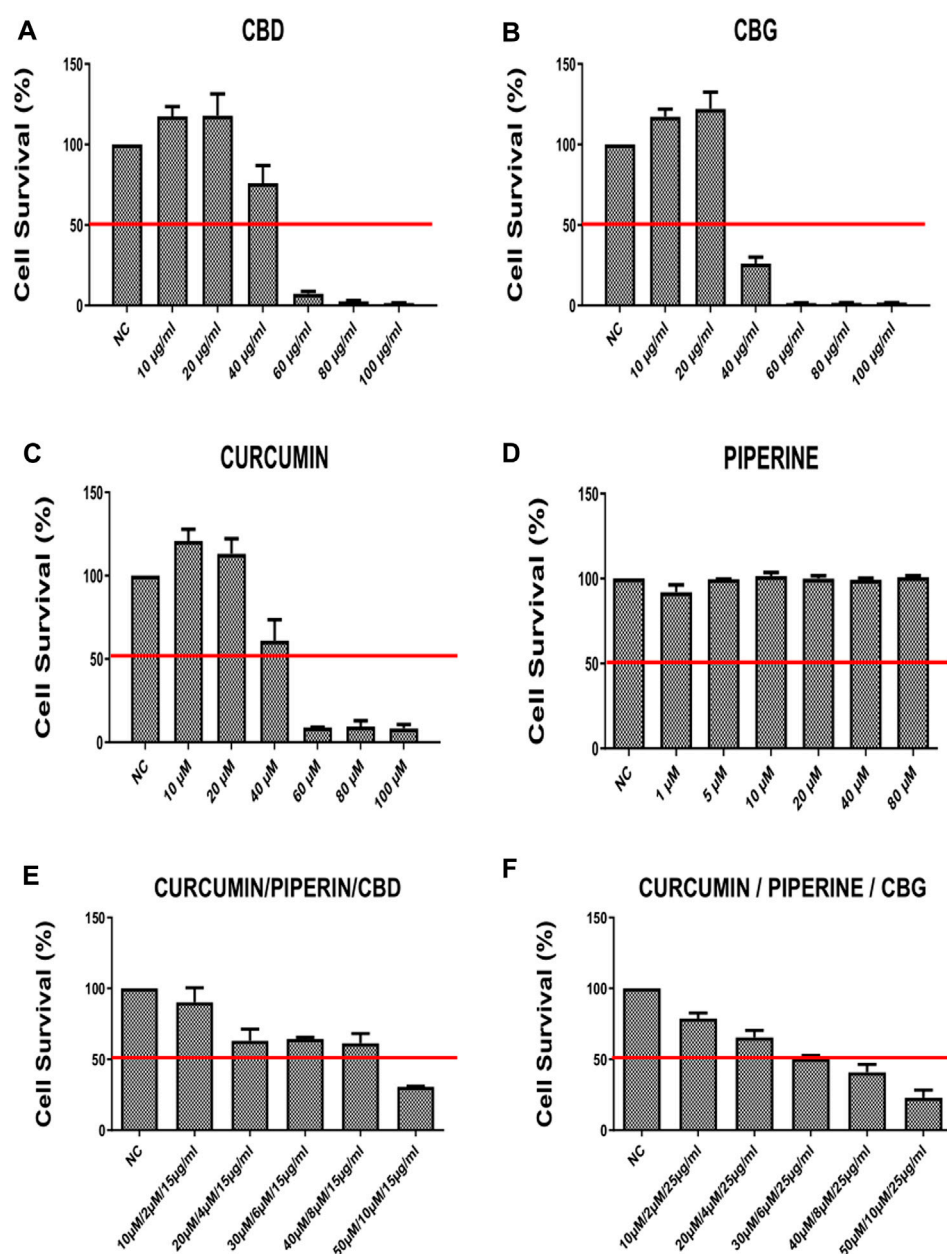 A
CBD
Cell Survival (%)
150
100
50
0
NC
10 µg/ml
20 µg/ml
40 µg/ml
60 µg/ml
80 µg/ml
100 µg/ml
B
CBG
Cell Survival (%)
150
100
50
0
NC
10 µg/ml
20 µg/ml
40 µg/ml
60 µg/ml
80 µg/ml
100 µg/ml
C
CURCUMIN
Cell Survival (%)
150
100
50
0
NC
10 µM
20 µM
40 µM
60 µM
80 µM
100 µM
D
PIPERINE
Cell Survival (%)
150
100
50
0
NC
1 µM
5 µM
10 µM
20 µM
40 µM
80 µM
E
CURCUMIN/PIPERIN/CBD
Cell Survival (%)
150
100
50
0
NC
10µM/2µM/15µg/ml
20µM/4µM/15µg/ml
30µM/6µM/15µg/ml
40µM/8µM/15µg/ml
50µM/10µM/15µg/ml
F
CURCUMIN / PIPERINE / CBG
Cell Survival (%)
150
100
50
0
NC
10µM/2µM/25µg/ml
20µM/4µM/25µg/ml
30µM/6µM/25µg/ml
40µM/8µM/25µg/ml
50µM/10µM/25µg/ml